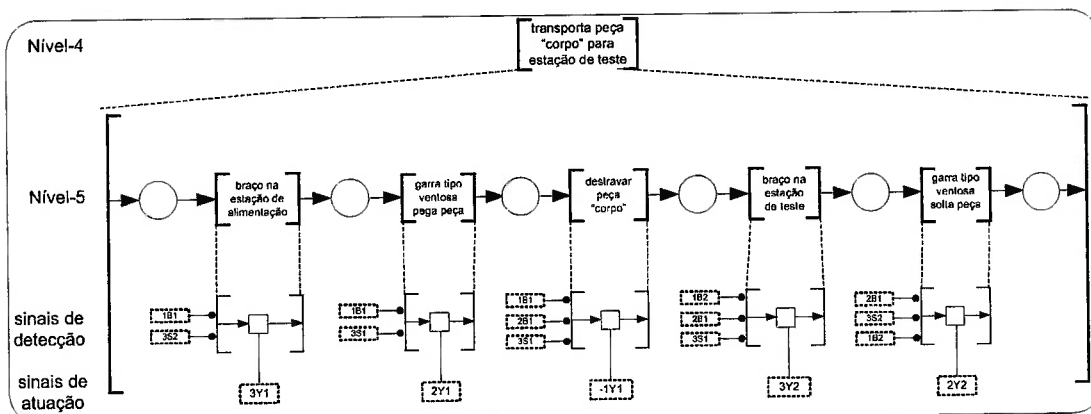 Nível-4
transporta peça
"corpo" para
estação de teste
Nível-5
braço na
estação de
alimentação
garra tipo
ventosa
pega peça
destravar
peça
"corpo"
braço na
estação
de teste
garra tipo
ventosa
solta peça
sinais de
detecção
1B1
3S2
1B1
3S1
1B1
2B1
3S1
1B2
2B1
3S1
2B1
3S2
1B2
sinais de
atuação
3Y1
2Y1
-1Y1
3Y2
2Y2